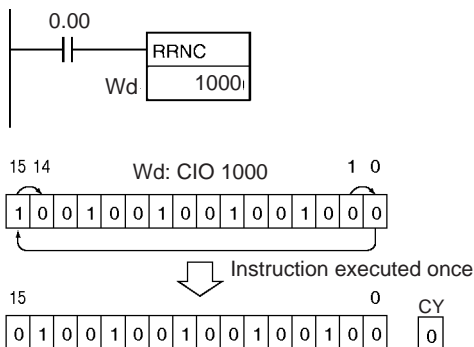 0.00
RRNC
Wd 1000
15 14 Wd: CIO 1000 1 0
1 0 0 1 0 0 1 0 0 1 0 0 1 0 0 0
Instruction executed once
15 0 CY
0 1 0 0 1 0 0 1 0 0 1 0 0 1 0 0 0